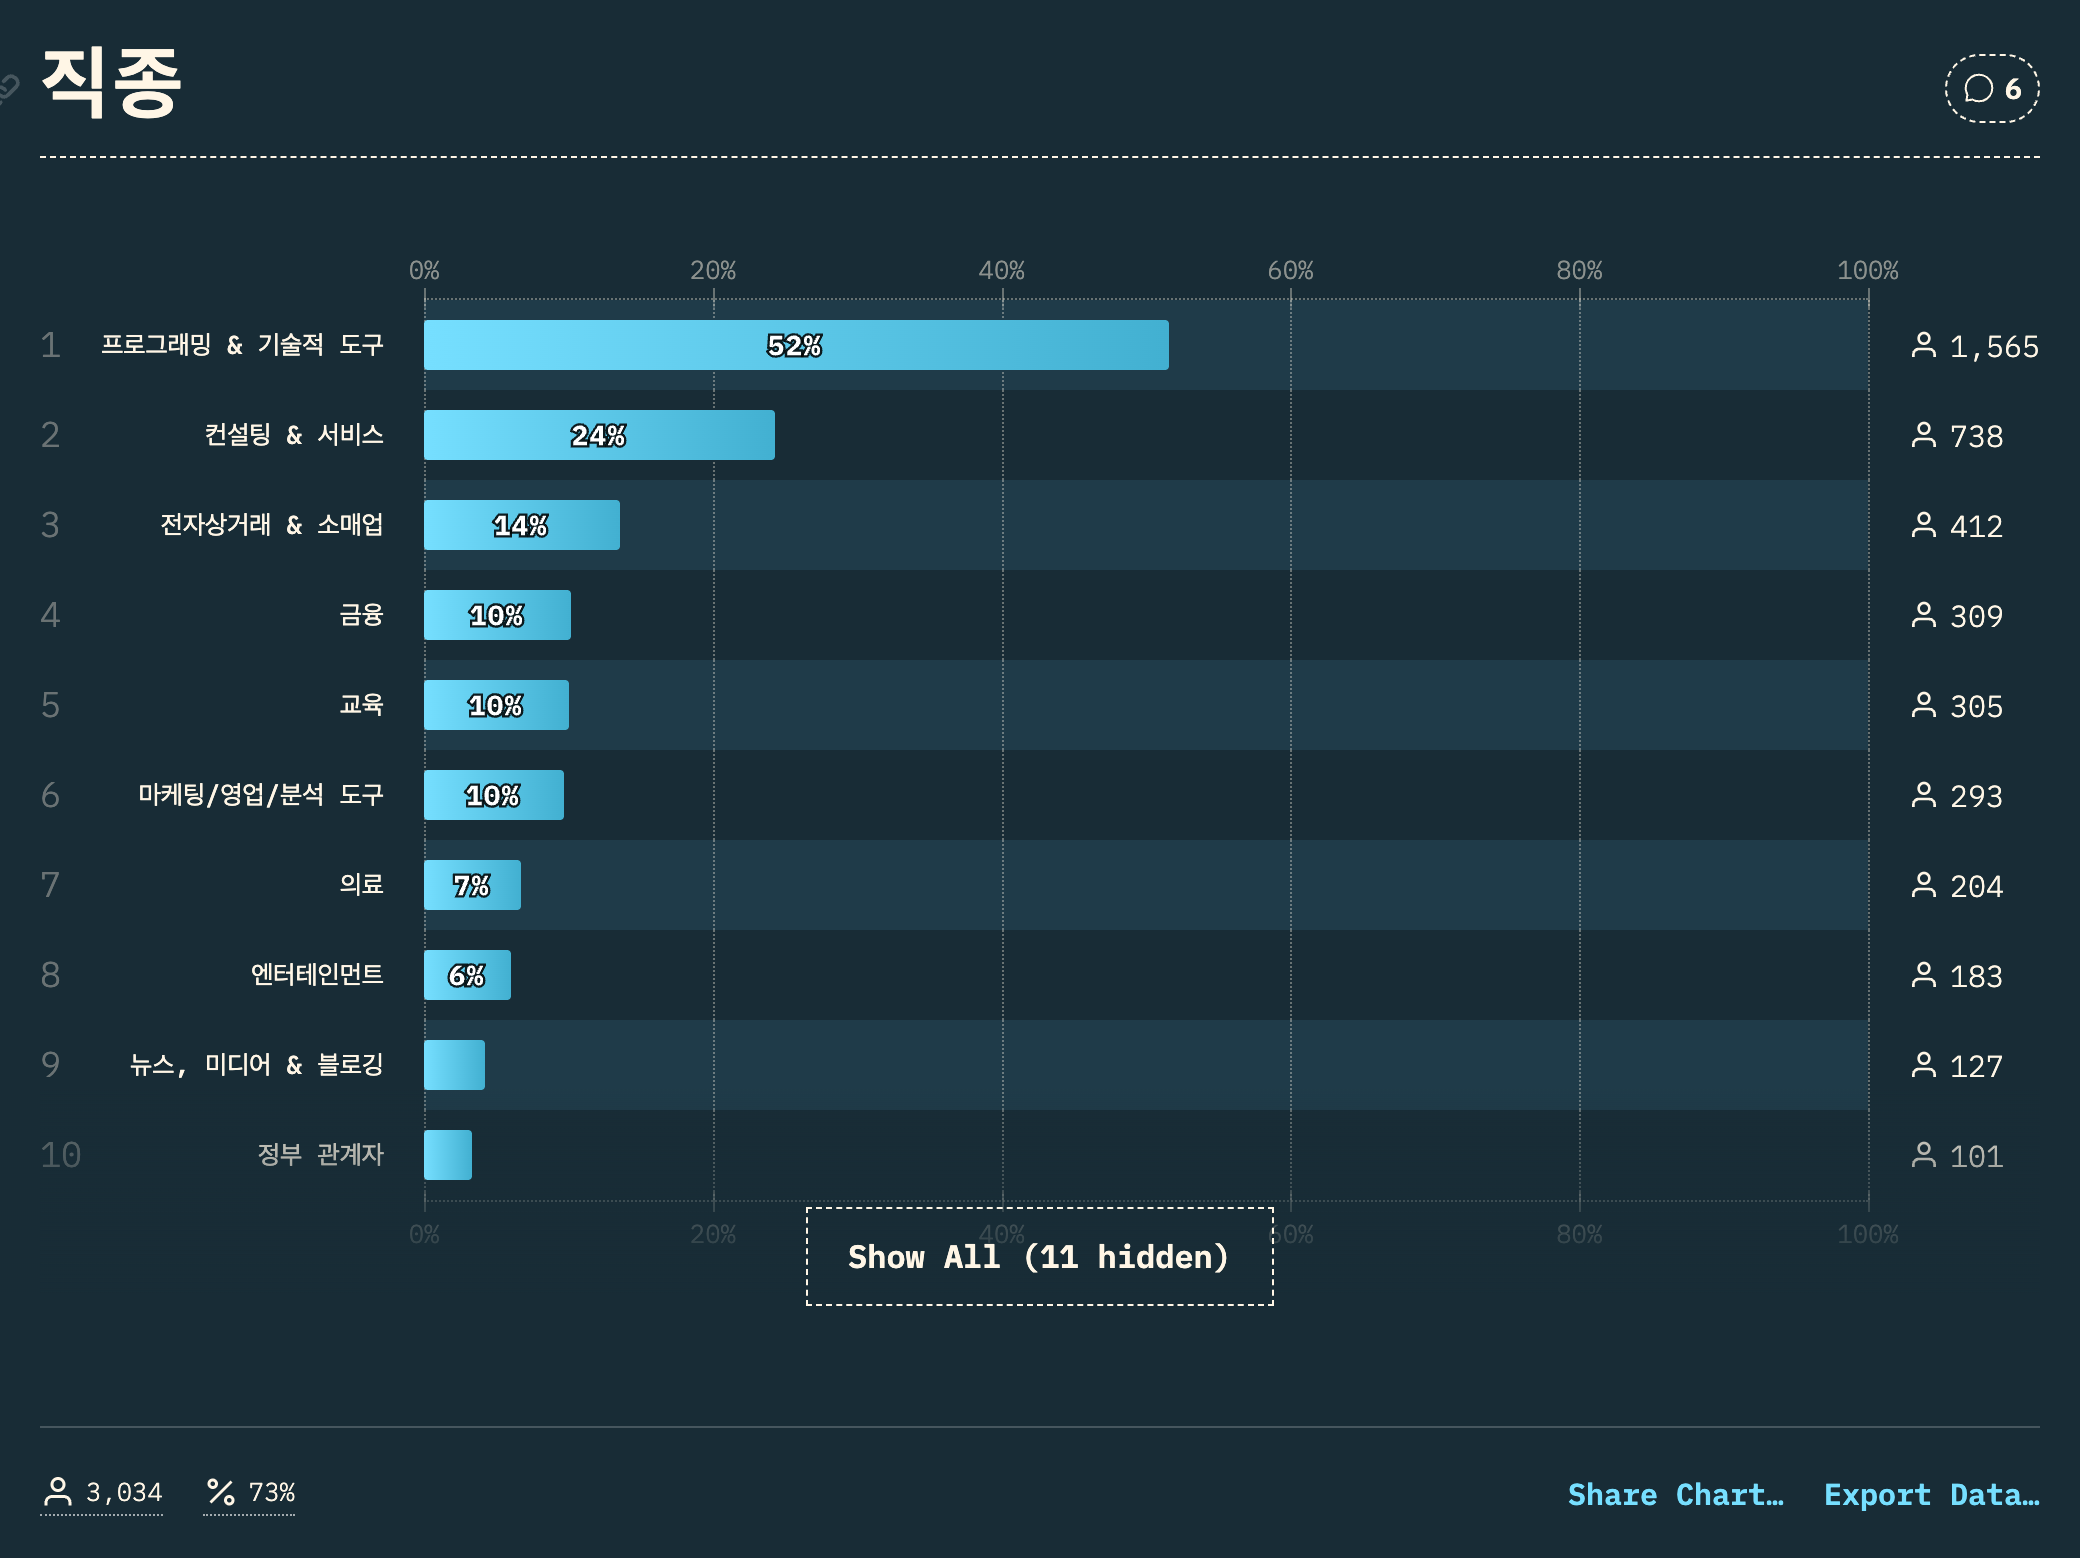 직종
6
0% 20% 40% 60% 80% 100%
1 프로그래밍 & 기술적 도구 52% 1,565
2 컨설팅 & 서비스 24% 738
3 전자상거래 & 소매업 14% 412
4 금융 10% 309
5 교육 10% 305
6 마케팅/영업/분석 도구 10% 293
7 의료 7% 204
8 엔터테인먼트 6% 183
9 뉴스, 미디어 & 블로깅 127
10 정부 관계자 101
0% 20% 40% 60% 80% 100%
Show All (11 hidden)
3,034 73% Share Chart… Export Data…